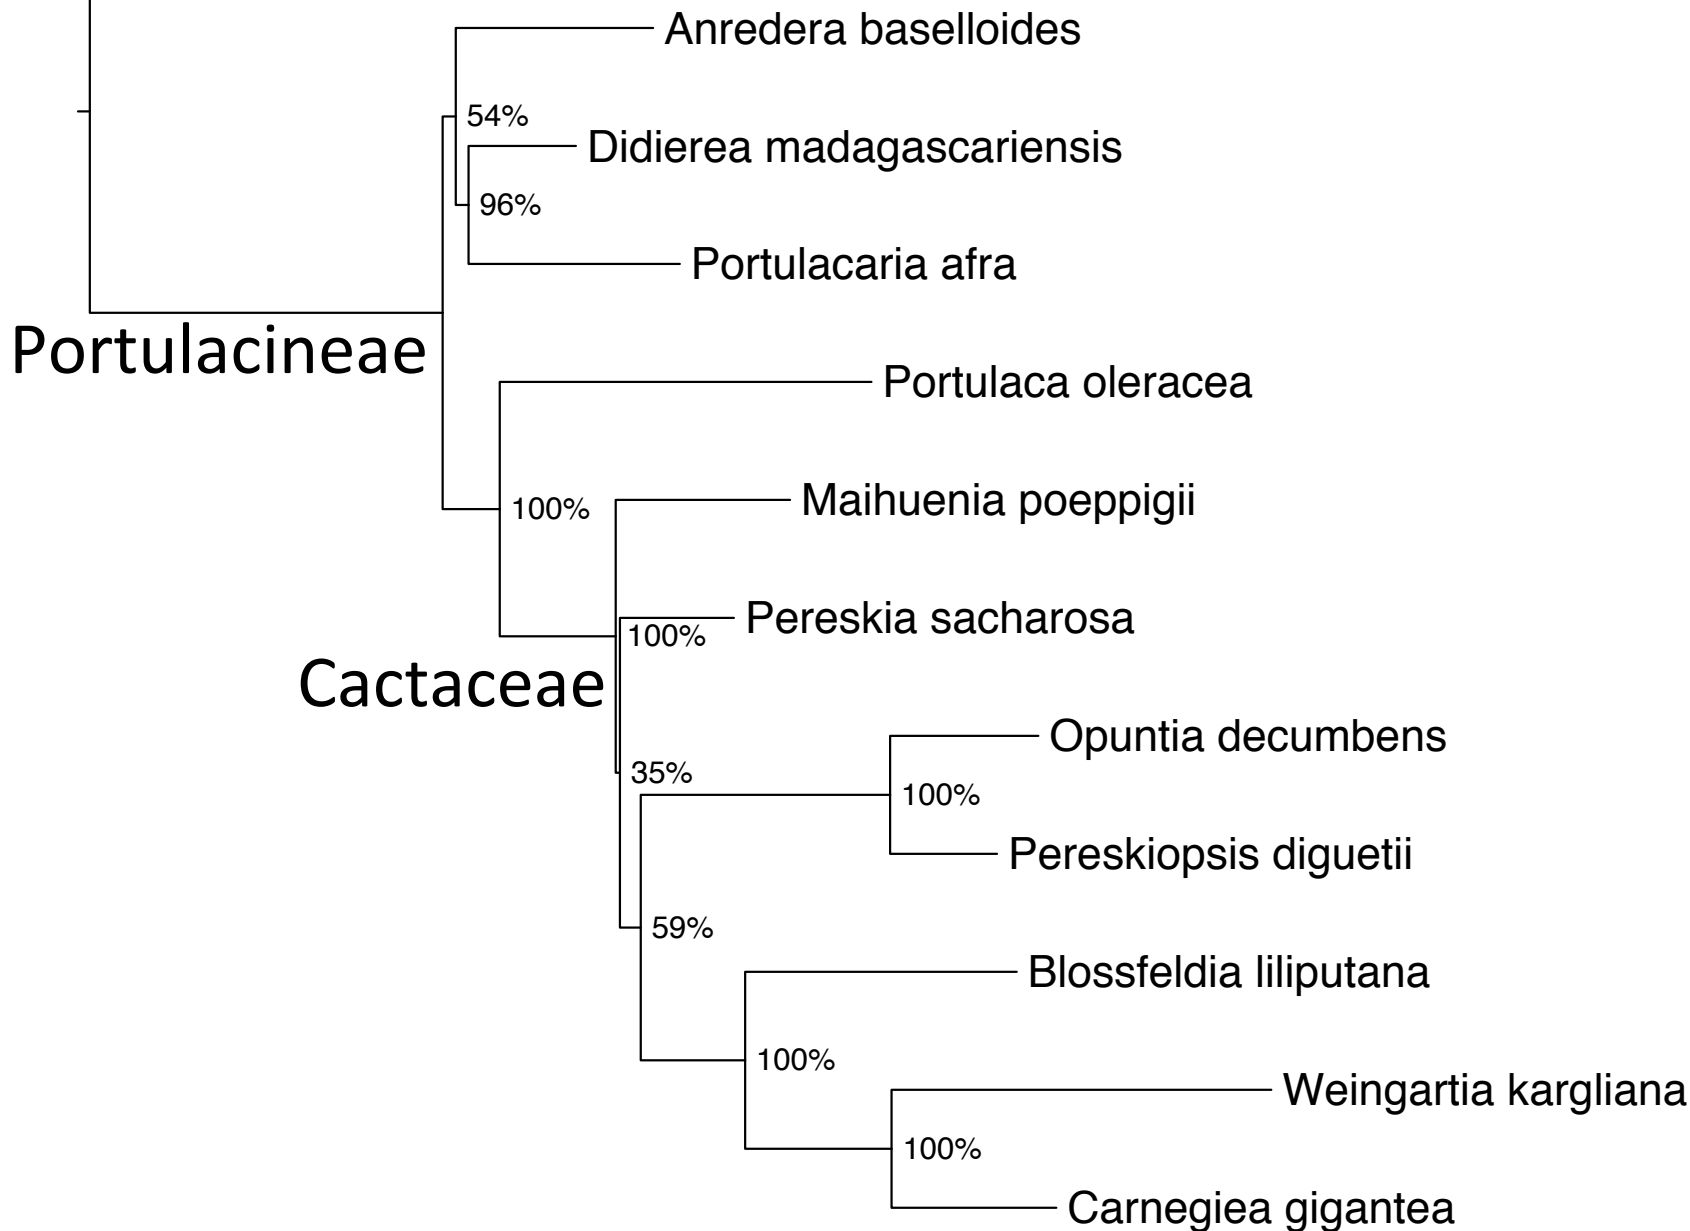 Anredera baselloides
54%
Didierea madagascariensis
96%
Portulacaria afra
Portulacineae
Portulaca oleracea
Maihuenia poeppigii
100%
Pereskia sacharosa
100%
Cactaceae
Opuntia decumbens
35%
100%
Pereskiopsis diguetii
59%
Blossfeldia liliputana
100%
Weingartia kargliana
100%
Carnegiea gigantea